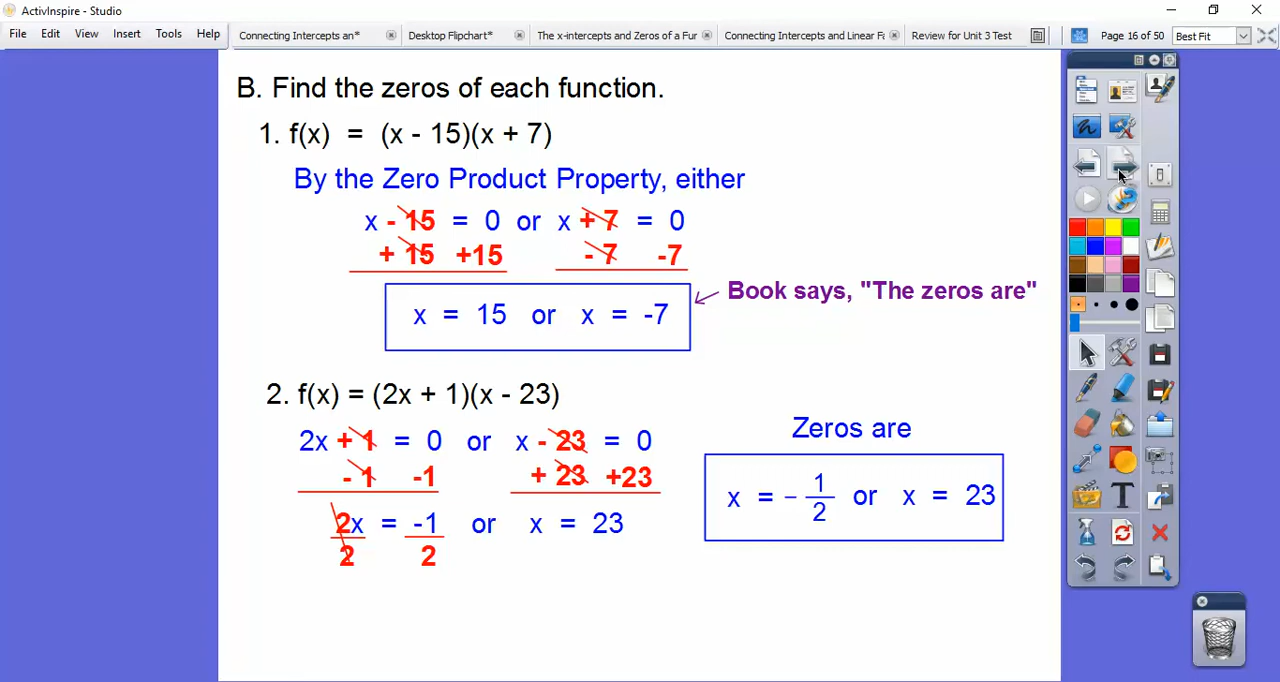 ActivInspire - Studio
File Edit View Insert Tools Help
Connecting Intercepts an* Desktop Flipchart* The x-intercepts and Zeros of a Fur Connecting Intercepts and Linear Fa Review for Unit 3 Test Page 16 of 50 Best Fit
B. Find the zeros of each function.
1. f(x) = (x - 15)(x + 7)
By the Zero Product Property, either
x - 15 = 0 or x + 7 = 0
+ 15 +15 - 7 -7
Book says, "The zeros are"
x = 15 or x = -7
2. f(x) = (2x + 1)(x - 23)
Zeros are
2x + 1 = 0 or x - 23 = 0
- 1 -1 + 23 +23
x = - 1/2 or x = 23
2x = -1 or x = 23
2 2